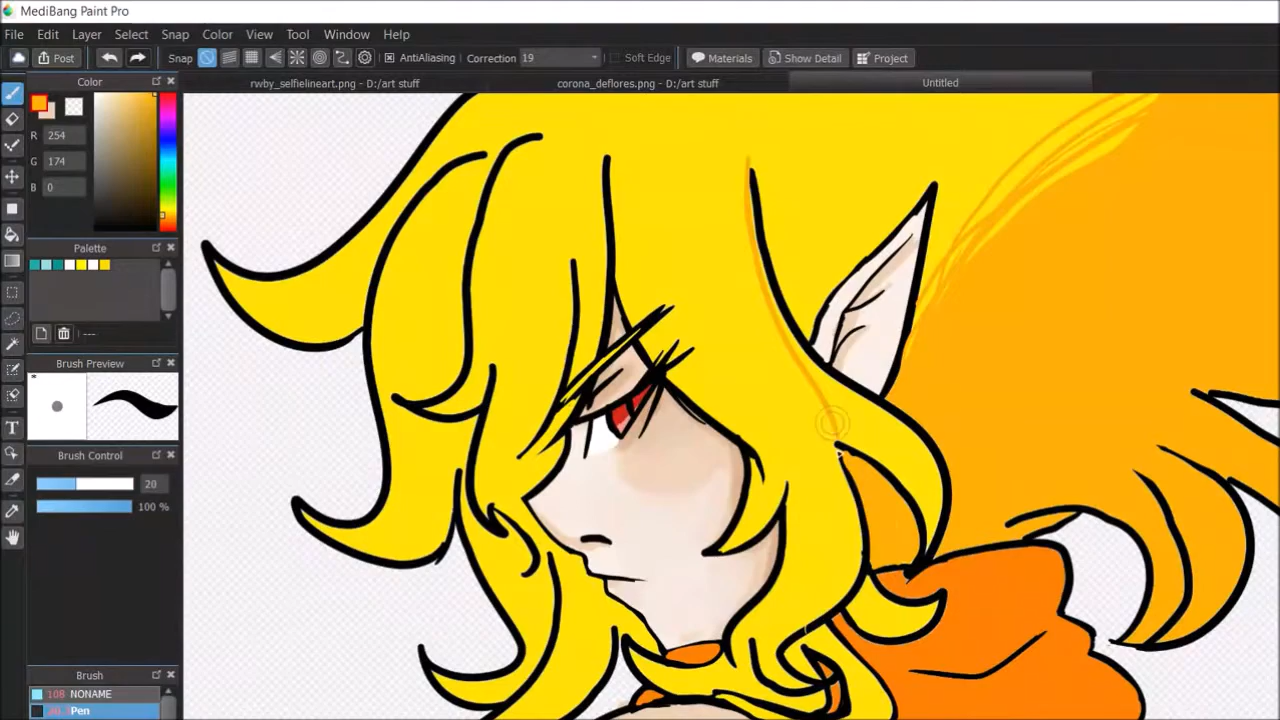 MediBang Paint Pro
File Edit Layer Select Snap Color View Tool Window Help
Post Snap AntiAliasing Correction 19 Soft Edge Materials Show Detail Project
Color rwby_selfielineart.png - D:/art stuff corona_deflores.png - D:/art stuff Untitled
R 254
G 174
B 0
Palette
---
Brush Preview
*
Brush Control
20
100 %
Brush
108 NONAME
Pen